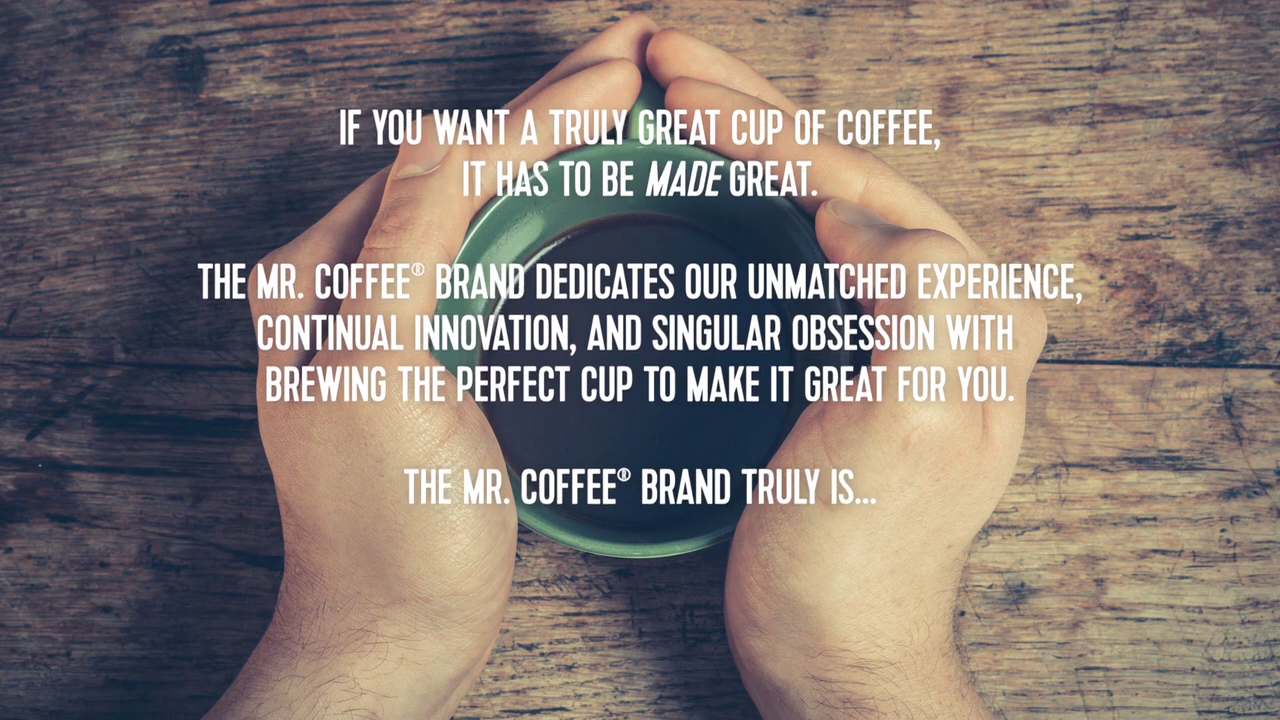 IF YOU WANT A TRULY GREAT CUP OF COFFEE,
IT HAS TO BE MADE GREAT.
THE MR. COFFEE® BRAND DEDICATES OUR UNMATCHED EXPERIENCE,
CONTINUAL INNOVATION, AND SINGULAR OBSESSION WITH
BREWING THE PERFECT CUP TO MAKE IT GREAT FOR YOU.
THE MR. COFFEE® BRAND TRULY IS...